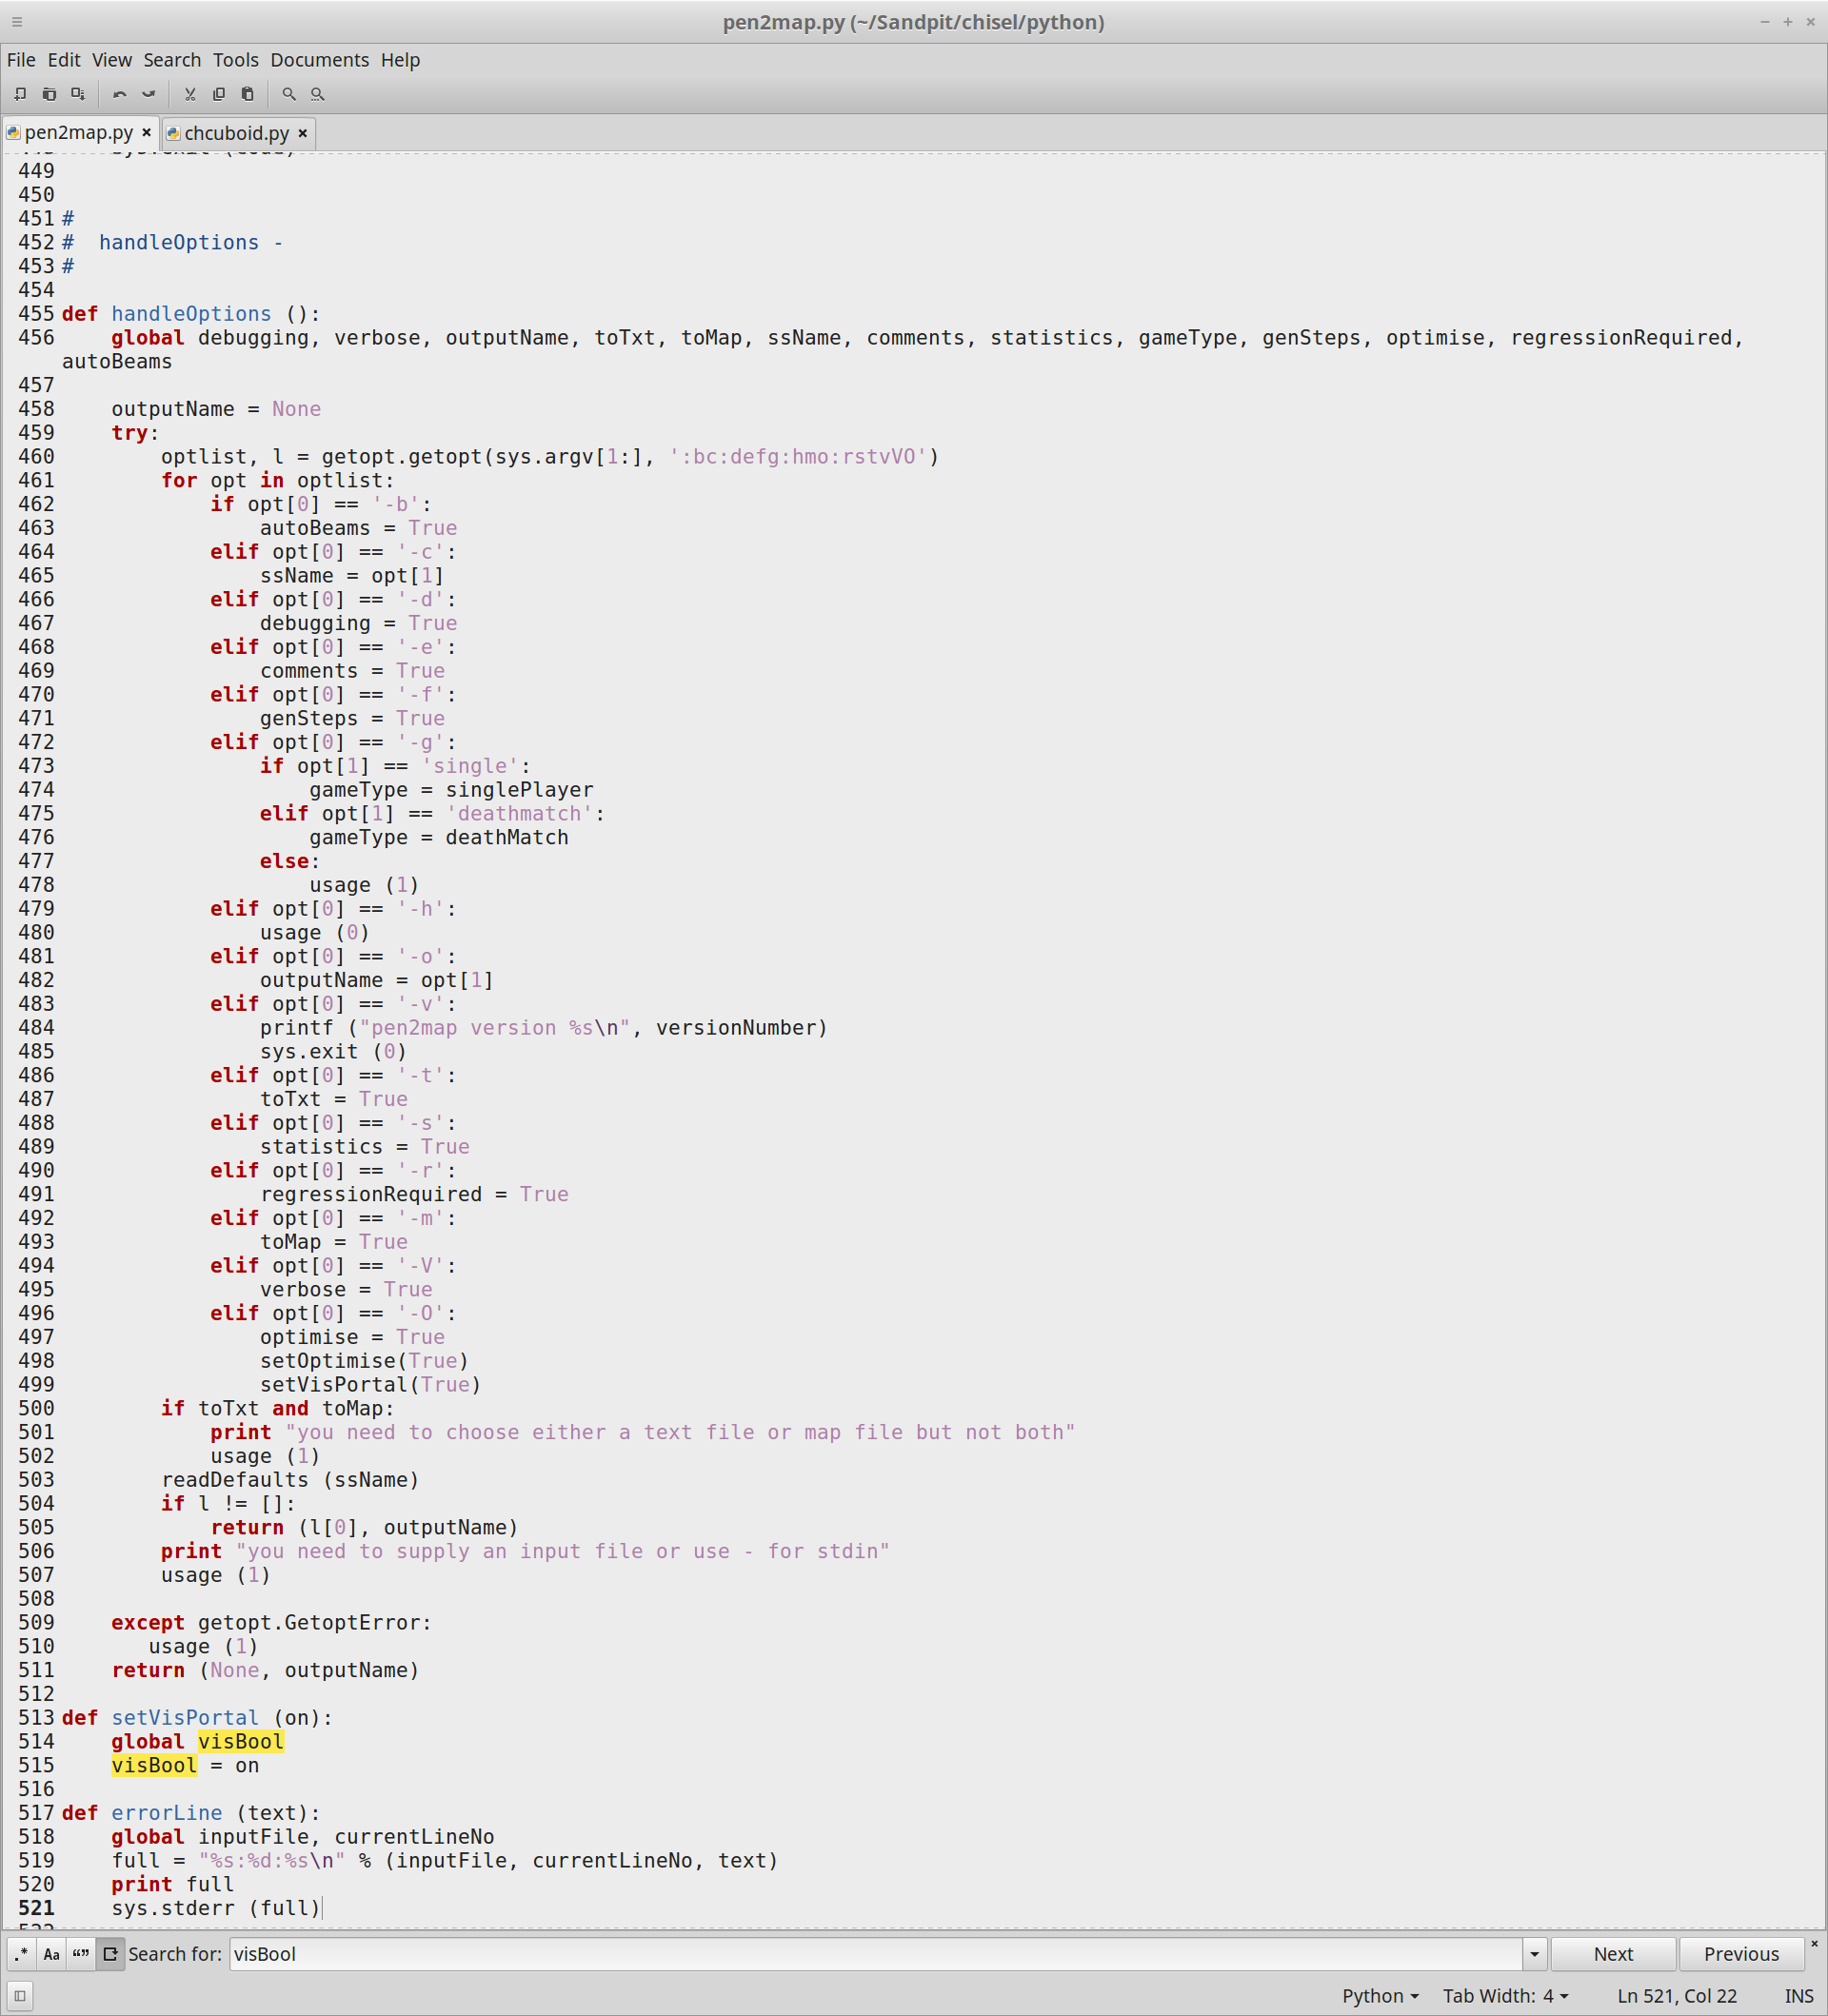 pen2map.py (~/Sandpit/chisel/python)
File Edit View Search Tools Documents Help
pen2map.py × chcuboid.py ×
449
450
451 #
452 #  handleOptions -
453 #
454
455 def handleOptions ():
456     global debugging, verbose, outputName, toTxt, toMap, ssName, comments, statistics, gameType, genSteps, optimise, regressionRequired,
autoBeams
457
458     outputName = None
459     try:
460         optlist, l = getopt.getopt(sys.argv[1:], ':bc:defg:hmo:rstvVO')
461         for opt in optlist:
462             if opt[0] == '-b':
463                 autoBeams = True
464             elif opt[0] == '-c':
465                 ssName = opt[1]
466             elif opt[0] == '-d':
467                 debugging = True
468             elif opt[0] == '-e':
469                 comments = True
470             elif opt[0] == '-f':
471                 genSteps = True
472             elif opt[0] == '-g':
473                 if opt[1] == 'single':
474                     gameType = singlePlayer
475                 elif opt[1] == 'deathmatch':
476                     gameType = deathMatch
477                 else:
478                     usage (1)
479             elif opt[0] == '-h':
480                 usage (0)
481             elif opt[0] == '-o':
482                 outputName = opt[1]
483             elif opt[0] == '-v':
484                 printf ("pen2map version %s\n", versionNumber)
485                 sys.exit (0)
486             elif opt[0] == '-t':
487                 toTxt = True
488             elif opt[0] == '-s':
489                 statistics = True
490             elif opt[0] == '-r':
491                 regressionRequired = True
492             elif opt[0] == '-m':
493                 toMap = True
494             elif opt[0] == '-V':
495                 verbose = True
496             elif opt[0] == '-O':
497                 optimise = True
498                 setOptimise(True)
499                 setVisPortal(True)
500         if toTxt and toMap:
501             print "you need to choose either a text file or map file but not both"
502             usage (1)
503         readDefaults (ssName)
504         if l != []:
505             return (l[0], outputName)
506         print "you need to supply an input file or use - for stdin"
507         usage (1)
508
509     except getopt.GetoptError:
510        usage (1)
511     return (None, outputName)
512
513 def setVisPortal (on):
514     global visBool
515     visBool = on
516
517 def errorLine (text):
518     global inputFile, currentLineNo
519     full = "%s:%d:%s\n" % (inputFile, currentLineNo, text)
520     print full
521     sys.stderr (full)
.* Aa “” Search for: visBool Next Previous ×
Python Tab Width: 4 Ln 521, Col 22 INS